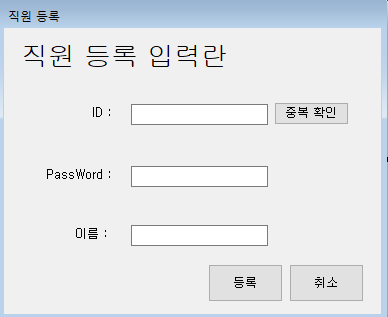 직원 등록
직원 등록 입력란
ID : 중복 확인
PassWord :
이름 :
등록 취소